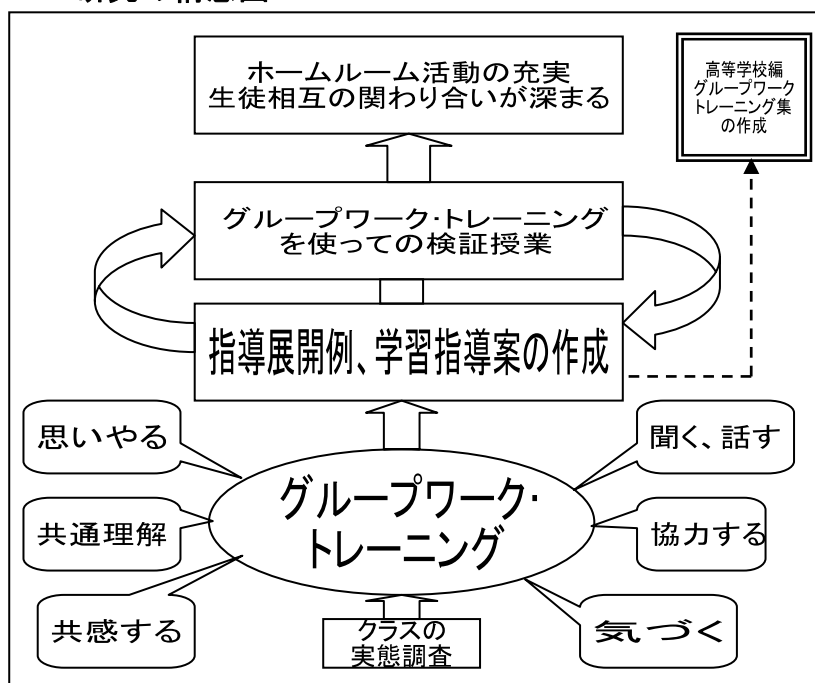 ホームルーム活動の充実
生徒相互の関わり合いが深まる
高等学校編
グループワーク
トレーニング集
の作成
グループワーク・トレーニング
を使っての検証授業
指導展開例、学習指導案の作成
思いやる
聞く、話す
グループワーク・
トレーニング
共通理解
協力する
共感する
気づく
クラスの
実態調査